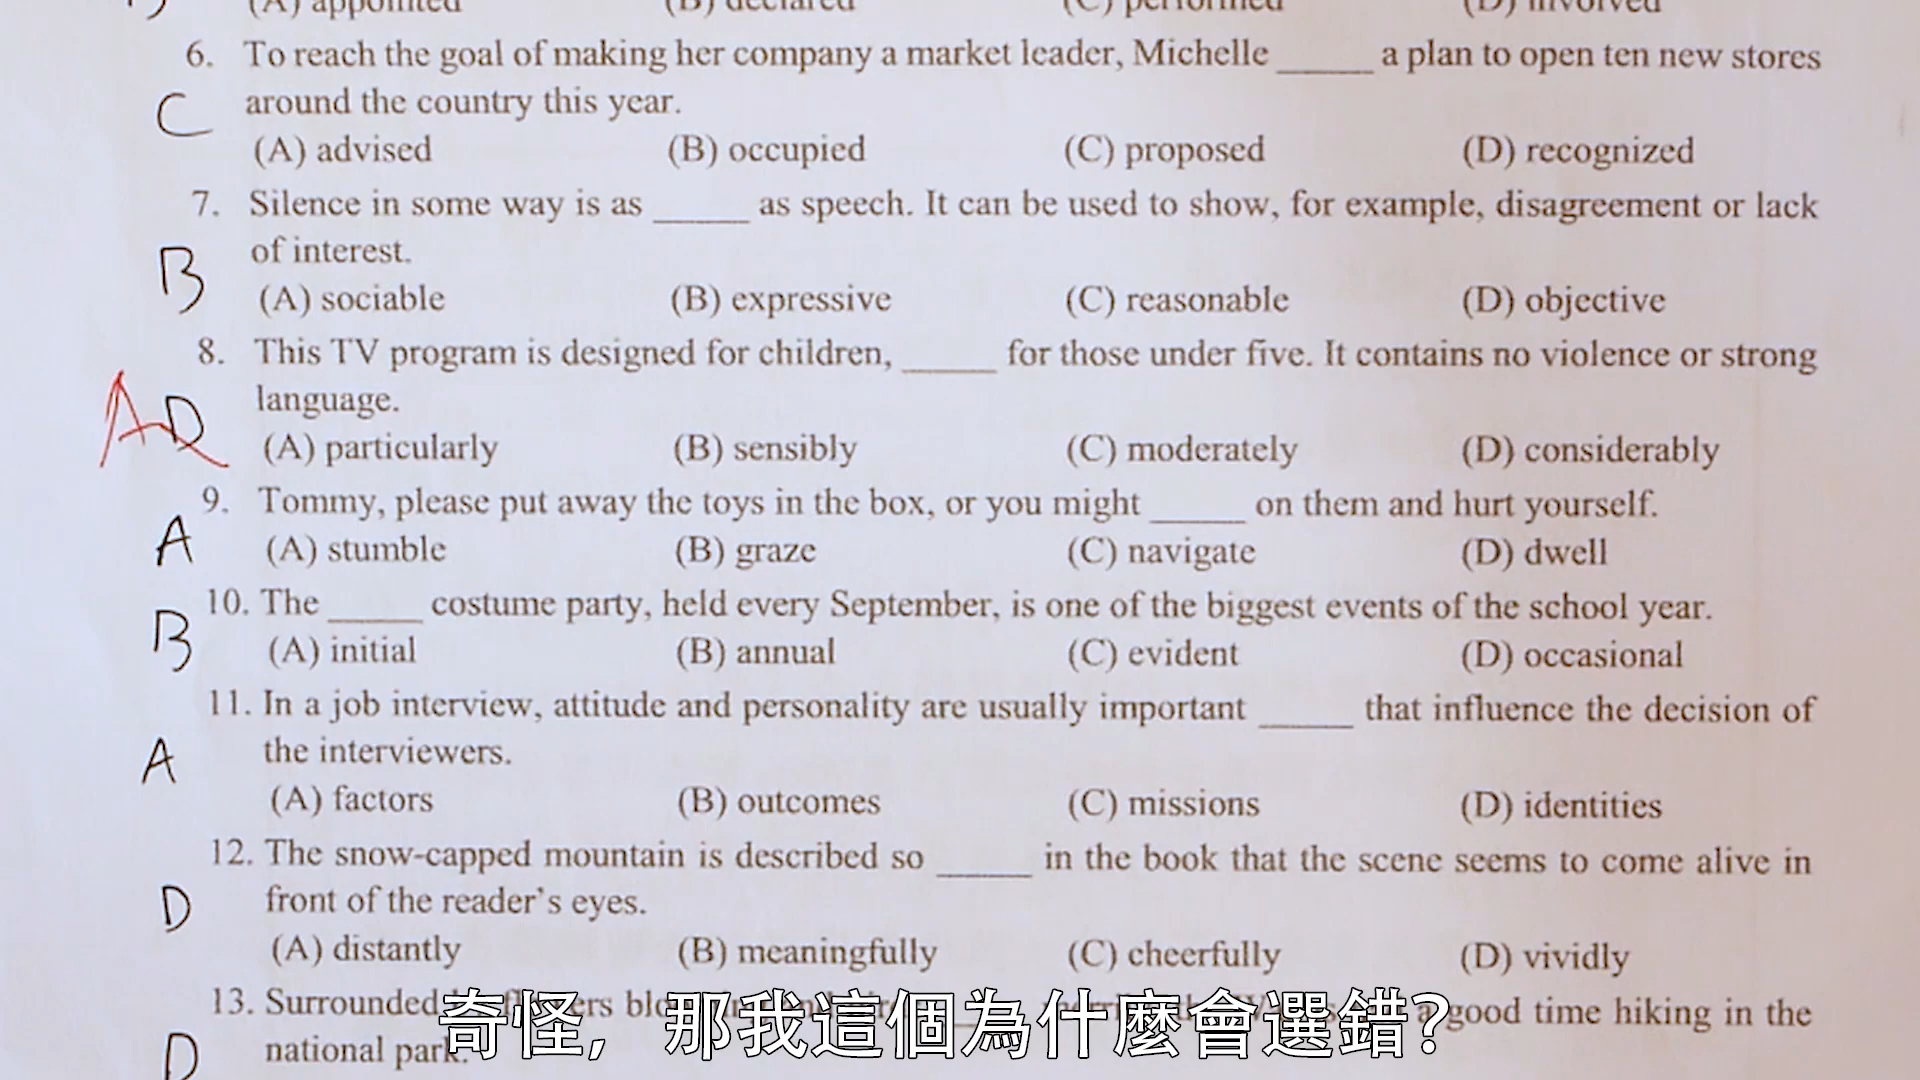 (A) appointed (B) declared (C) performed (D) involved
6. To reach the goal of making her company a market leader, Michelle _____ a plan to open ten new stores
around the country this year.
C
(A) advised (B) occupied (C) proposed (D) recognized
7. Silence in some way is as _____ as speech. It can be used to show, for example, disagreement or lack
of interest.
B
(A) sociable (B) expressive (C) reasonable (D) objective
8. This TV program is designed for children, _____ for those under five. It contains no violence or strong
language.
A D
(A) particularly (B) sensibly (C) moderately (D) considerably
9. Tommy, please put away the toys in the box, or you might _____ on them and hurt yourself.
A
(A) stumble (B) graze (C) navigate (D) dwell
10. The _____ costume party, held every September, is one of the biggest events of the school year.
B
(A) initial (B) annual (C) evident (D) occasional
11. In a job interview, attitude and personality are usually important _____ that influence the decision of
the interviewers.
A
(A) factors (B) outcomes (C) missions (D) identities
12. The snow-capped mountain is described so _____ in the book that the scene seems to come alive in
front of the reader's eyes.
D
(A) distantly (B) meaningfully (C) cheerfully (D) vividly
13. Surrounded good time hiking in the
national park.
D
奇怪, 那我這個為什麼會選錯?